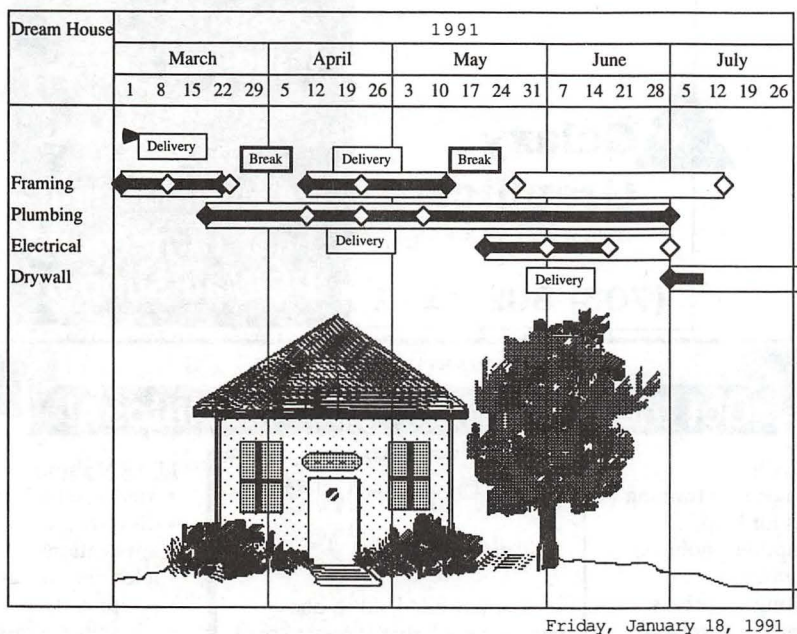 Dream House 1991
March April May June July
1 8 15 22 29 5 12 19 26 3 10 17 24 31 7 14 21 28 5 12 19 26
Delivery
Break Delivery Break
Framing
Plumbing
Electrical Delivery
Drywall Delivery
Friday, January 18, 1991